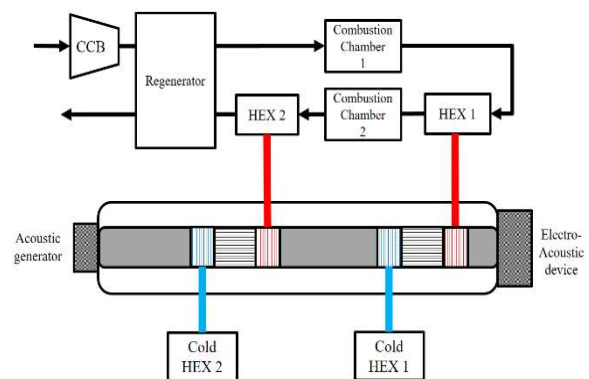 CCB
Regenerator
Combustion
Chamber
1
HEX 2
Combustion
Chamber
2
HEX 1
Acoustic
generator
Electro-
Acoustic
device
Cold
HEX 2
Cold
HEX 1